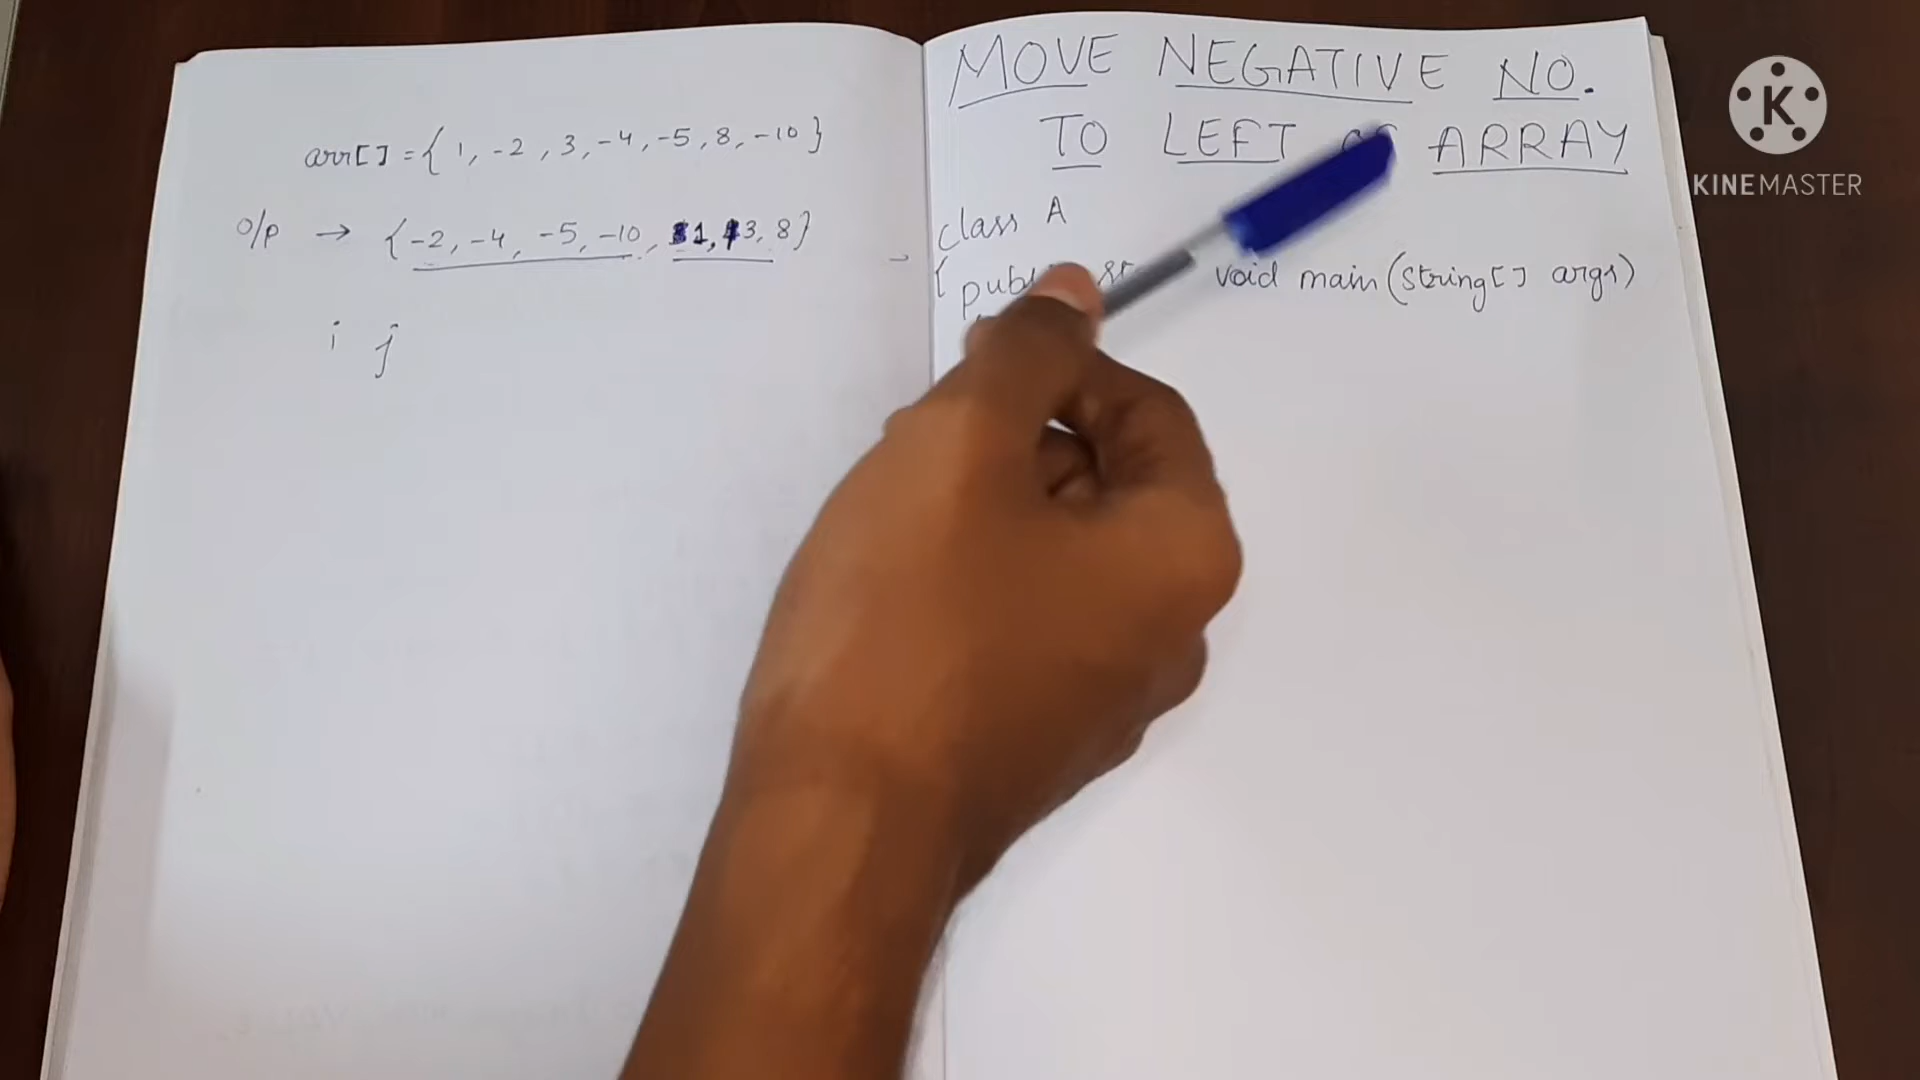 arr[] = { 1, -2, 3, -4, -5, 8, -10 }
o/p → { -2, -4, -5, -10, 1, 3, 8 }
i j
MOVE NEGATIVE NO.
TO LEFT ARRAY
class A
{ void main (String[] args)
K
KINEMASTER